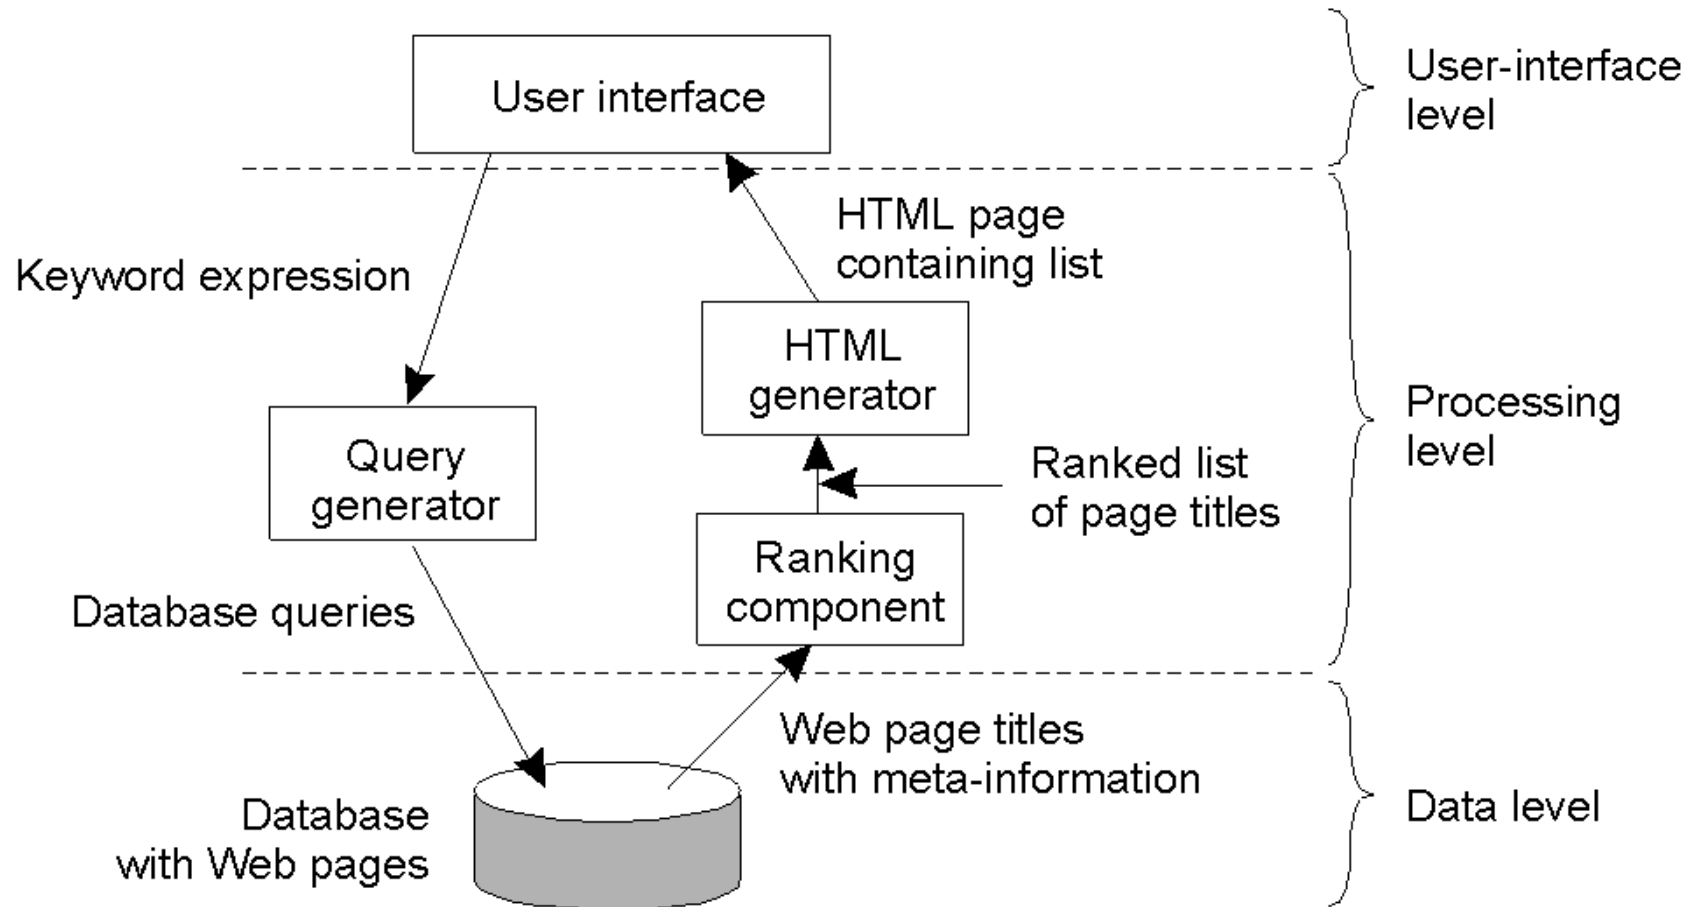 User interface
User-interface
level
HTML page
containing list
Keyword expression
HTML
generator
Processing
level
Query
generator
Ranked list
of page titles
Ranking
component
Database queries
Web page titles
with meta-information
Database
with Web pages
Data level